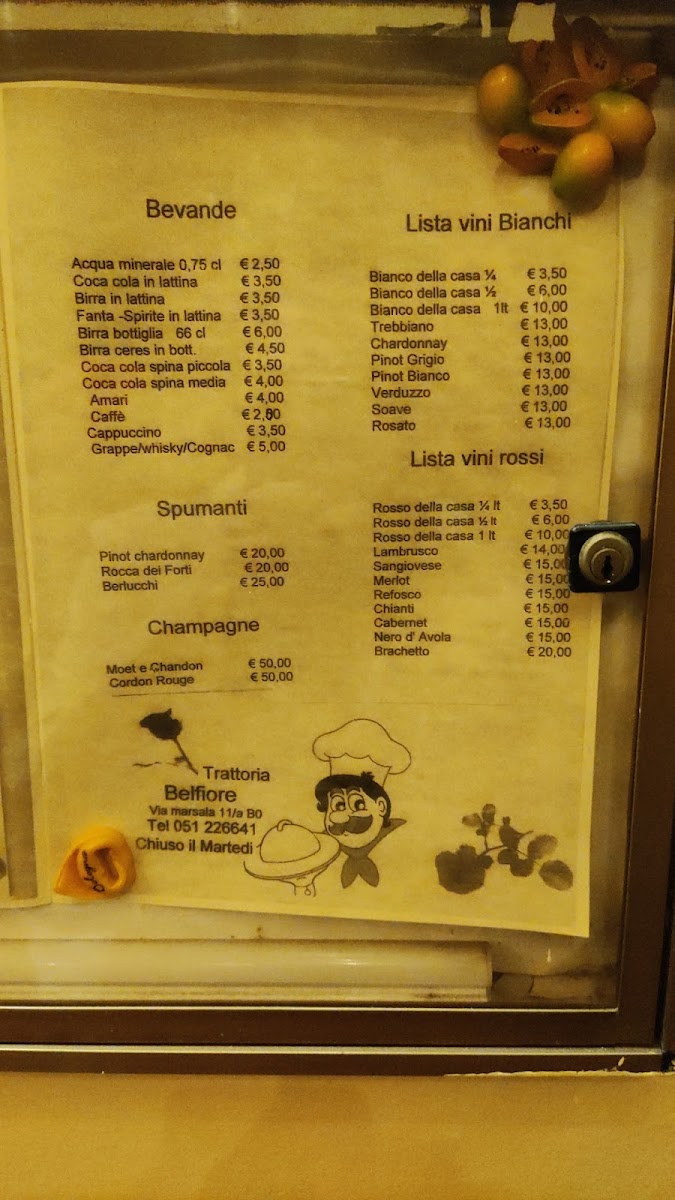 Bevande
Acqua minerale 0,75 cl € 2,50
Coca cola in lattina € 3,50
Birra in lattina € 3,50
Fanta -Spirite in lattina € 3,50
Birra bottiglia 66 cl € 6,00
Birra ceres in bott. € 4,50
Coca cola spina piccola € 3,50
Coca cola spina media € 4,00
Amari € 4,00
Caffè € 2,00
Cappuccino € 3,50
Grappe/whisky/Cognac € 5,00
Spumanti
Pinot chardonnay € 20,00
Rocca dei Forti € 20,00
Berlucchi € 25,00
Champagne
Moet e Chandon € 50,00
Cordon Rouge € 50,00
Trattoria
Belfiore
Via marsala 11/a BO
Tel 051 226641
Chiuso il Martedi
Lista vini Bianchi
Bianco della casa ¼ € 3,50
Bianco della casa ½ € 6,00
Bianco della casa 1lt € 10,00
Trebbiano € 13,00
Chardonnay € 13,00
Pinot Grigio € 13,00
Pinot Bianco € 13,00
Verduzzo € 13,00
Soave € 13,00
Rosato € 13,00
Lista vini rossi
Rosso della casa ¼ lt € 3,50
Rosso della casa ½ lt € 6,00
Rosso della casa 1 lt € 10,00
Lambrusco € 14,00
Sangiovese € 15,00
Merlot € 15,00
Refosco € 15,00
Chianti € 15,00
Cabernet € 15,00
Nero d' Avola € 15,00
Brachetto € 20,00